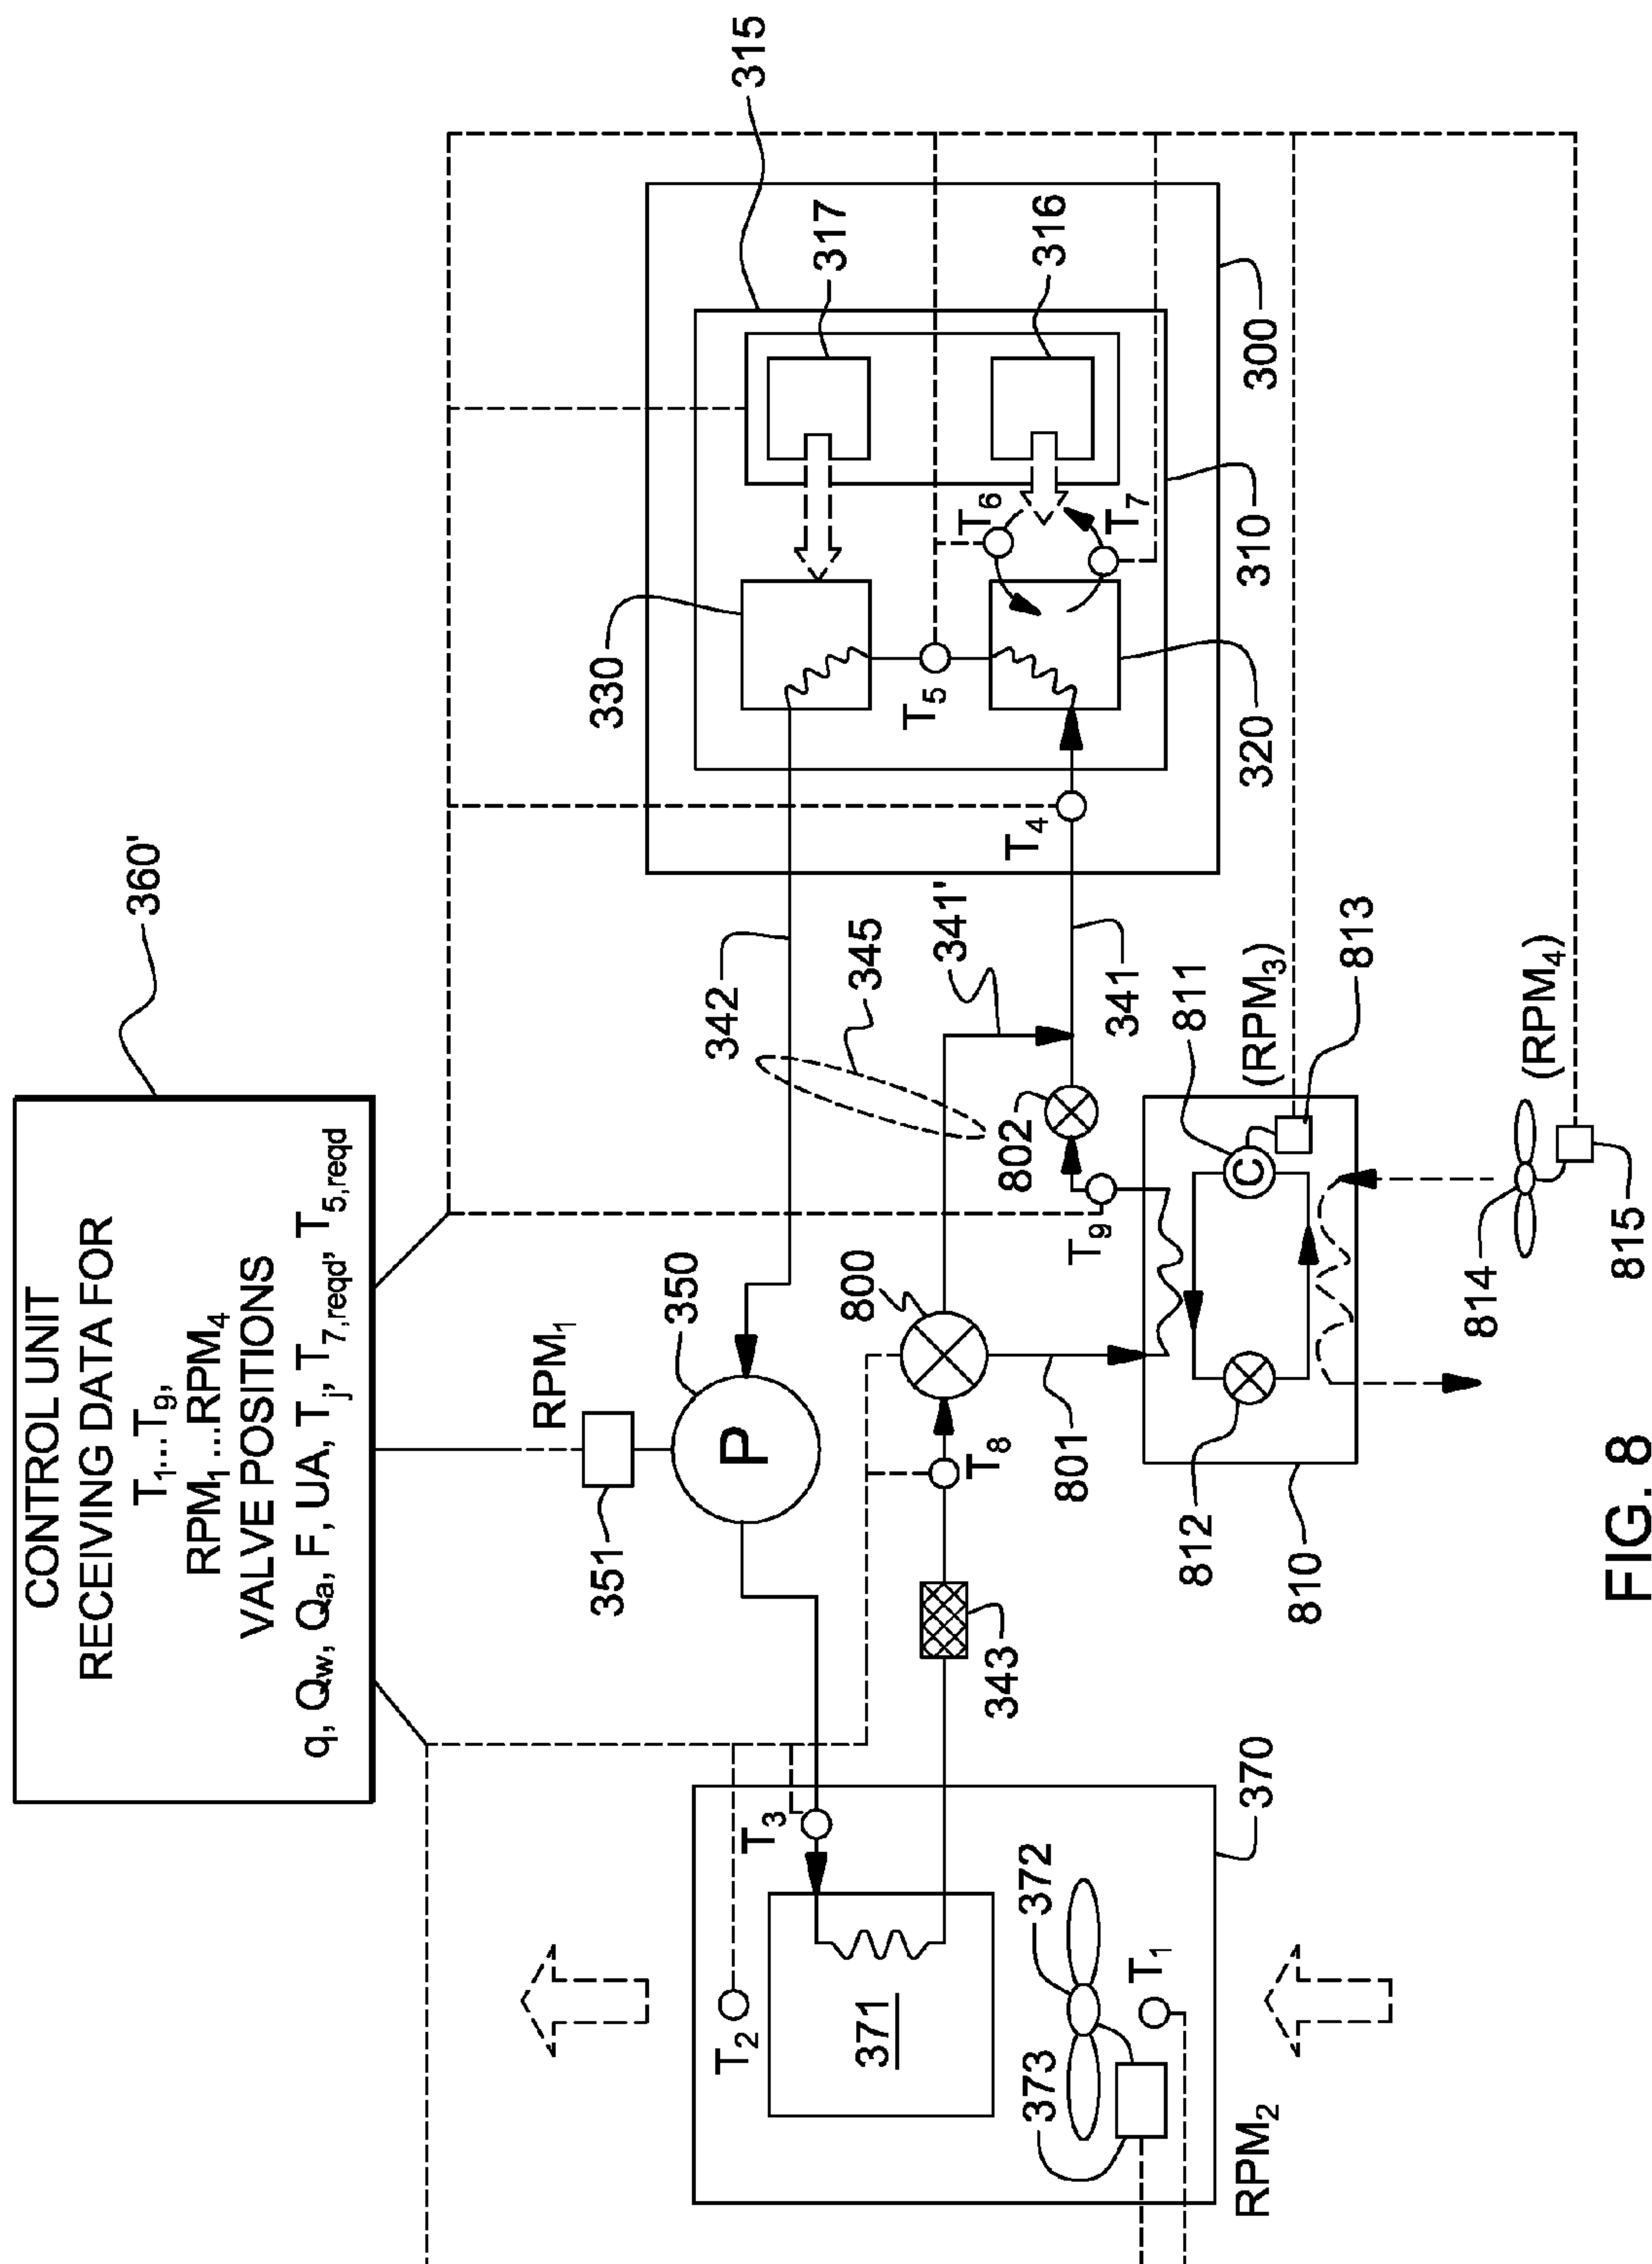 CONTROL UNIT
RECEIVING DATA FOR
T1...T9,
RPM1...RPM4
VALVE POSITIONS
q, Qw, Qa, F, UA, Tj, T7,reqd, T5,reqd
360'
RPM1
351
350
P
342
345
341'
341
315
330
317
316
T6
T7
T5
T4
320
310
300
T3
T2
371
372
373
T1
RPM2
370
343
T8
800
801
802
T9
811
C
(RPM3)
813
812
810
814
815
(RPM4)
FIG. 8